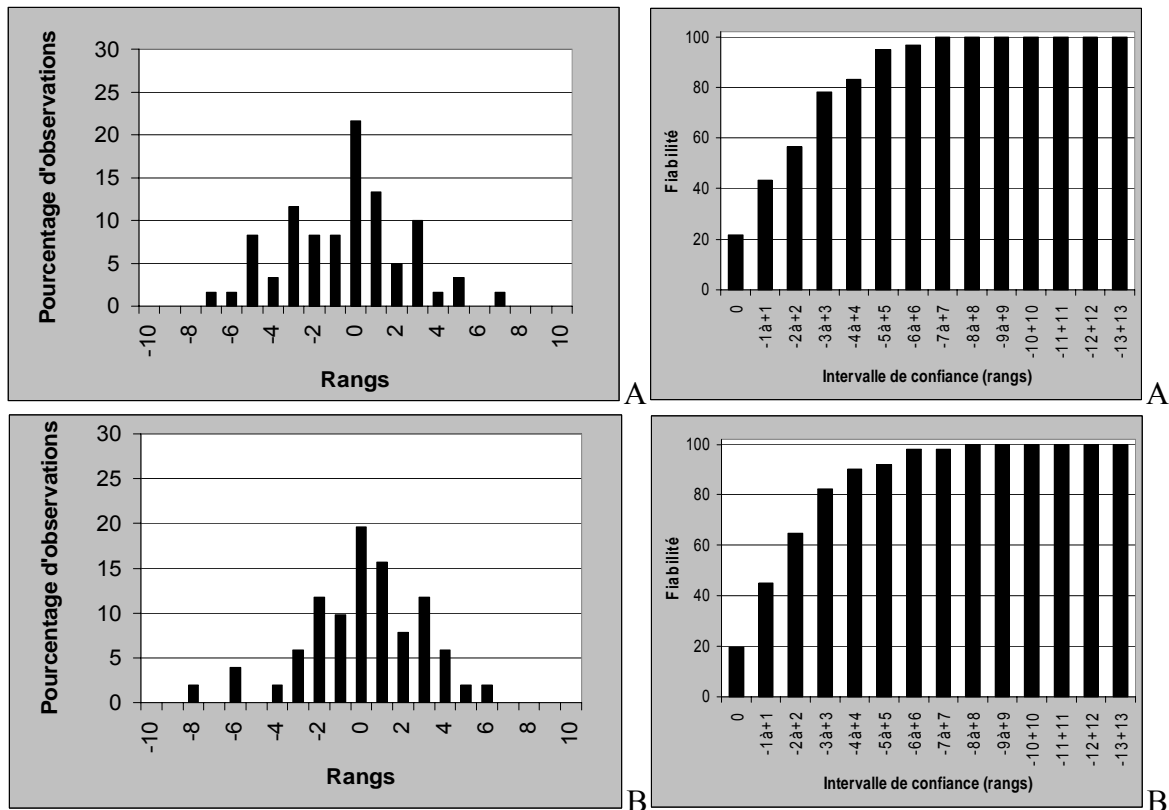 Pourcentage d'observations
30
25
20
15
10
5
0
-10
-8
-6
-4
-2
0
2
4
6
8
10
Rangs
A
Fiabilité
100
80
60
40
20
0
0
-1à+1
-2à+2
-3à+3
-4à+4
-5à+5
-6à+6
-7à+7
-8à+8
-9à+9
-10+10
-11+11
-12+12
-13+13
Intervalle de confiance (rangs)
A
Pourcentage d'observations
30
25
20
15
10
5
0
-10
-8
-6
-4
-2
0
2
4
6
8
10
Rangs
B
Fiabilité
100
80
60
40
20
0
0
-1à+1
-2à+2
-3à+3
-4à+4
-5à+5
-6à+6
-7à+7
-8à+8
-9à+9
-10+10
-11+11
-12+12
-13+13
Intervalle de confiance (rangs)
B